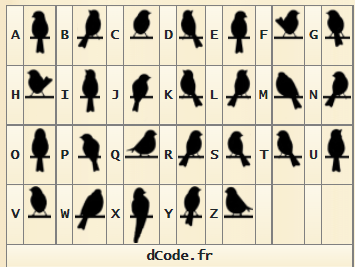 A B C D E F G
H I J K L M N
O P Q R S T U
V W X Y Z
dCode.fr